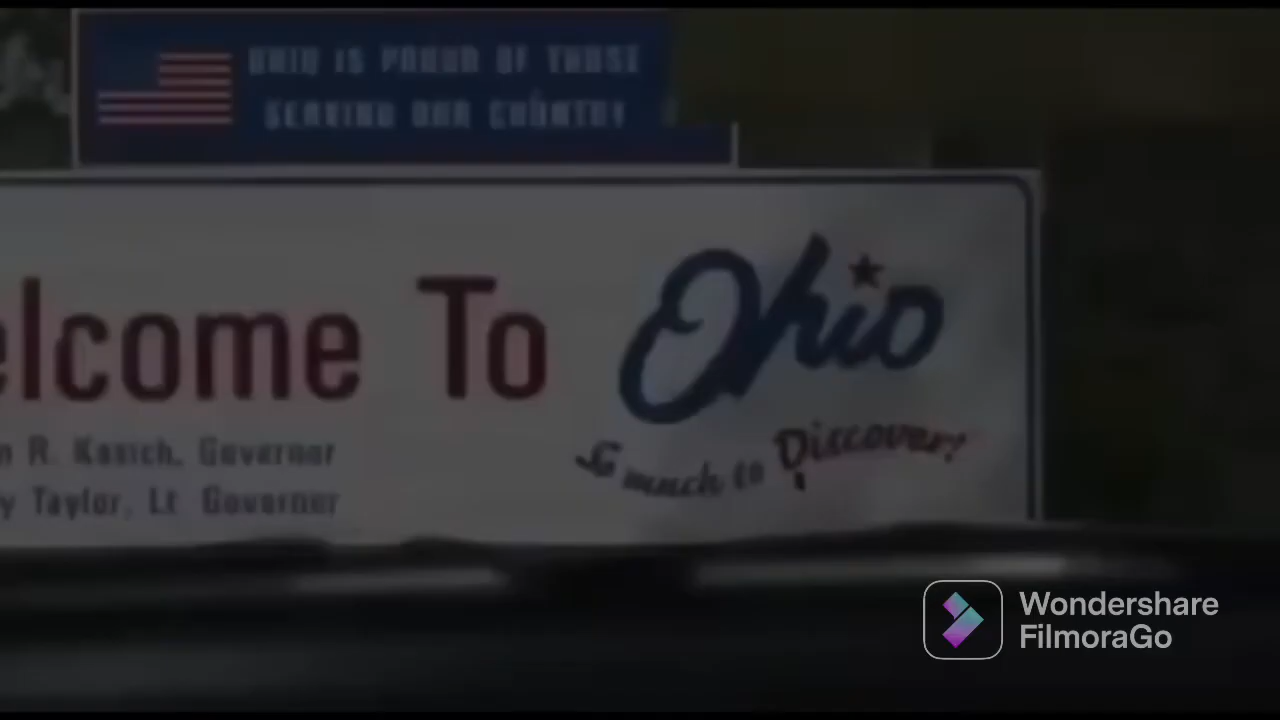 OHIO IS PROUD OF THOSE
SERVING OUR COUNTRY
elcome To
Ohio
So much to Discover!
n R. Kasich, Governor
y Taylor, Lt Governor
Wondershare
FilmoraGo